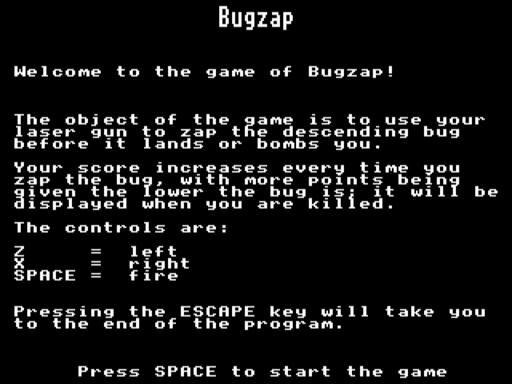 Bugzap
Welcome to the game of Bugzap!
The object of the game is to use your
laser gun to zap the descending bug
before it lands or bombs you.
Your score increases every time you
zap the bug, with more points being
given the lower the bug is; it will be
displayed when you are killed.
The controls are:
Z = left
X = right
SPACE = fire
Pressing the ESCAPE key will take you
to the end of the program.
Press SPACE to start the game